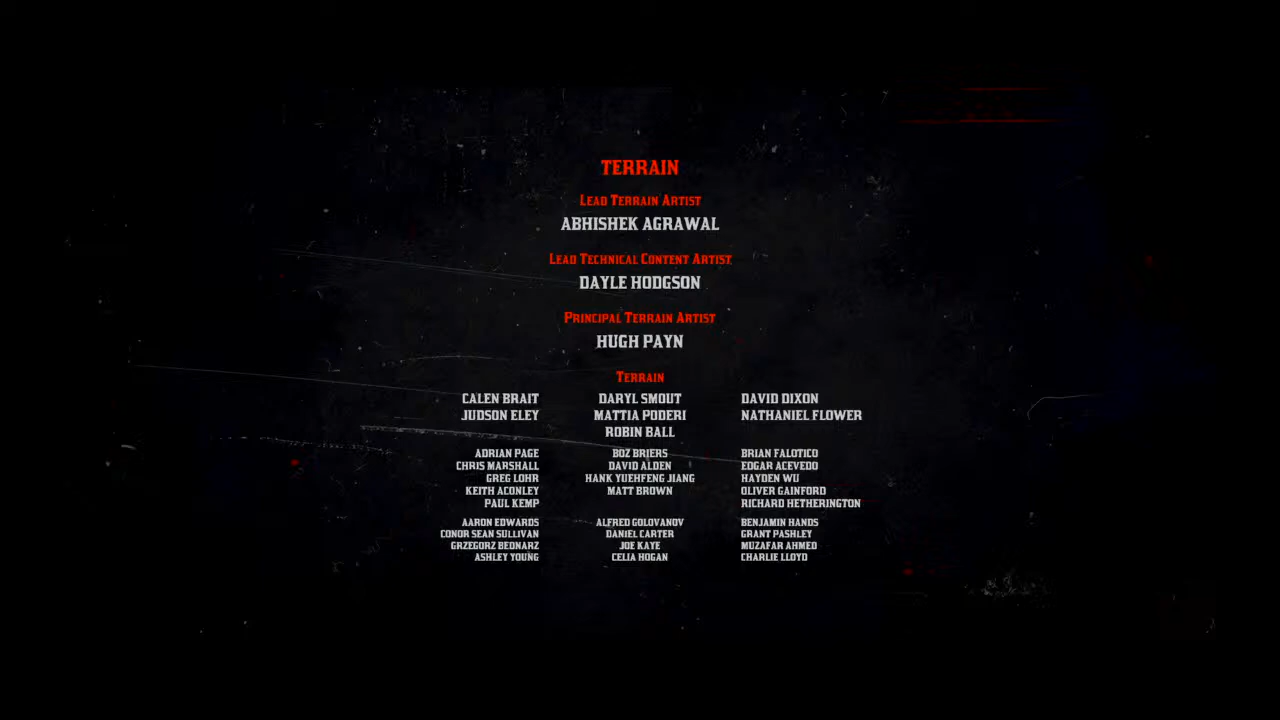 TERRAIN
LEAD TERRAIN ARTIST
ABHISHEK AGRAWAL
LEAD TECHNICAL CONTENT ARTIST
DAYLE HODGSON
PRINCIPAL TERRAIN ARTIST
HUGH PAYN
TERRAIN
CALEN BRAIT DARYL SMOUT DAVID DIXON
JUDSON ELEY MATTIA PODERI NATHANIEL FLOWER
ROBIN BALL
ADRIAN PAGE BOZ BRIERS BRIAN FALOTICO
CHRIS MARSHALL DAVID ALDEN EDGAR ACEVEDO
GREG LOHR HANK YUEHFENG JIANG HAYDEN WU
KEITH ACONLEY MATT BROWN OLIVER GAINFORD
PAUL KEMP RICHARD HETHERINGTON
AARON EDWARDS ALFRED GOLOVANOV BENJAMIN HANDS
CONOR SEAN SULLIVAN DANIEL CARTER GRANT PASHLEY
GRZEGORZ BEDNARZ JOE KAYE MUZAFAR AHMED
ASHLEY YOUNG CELIA HOGAN CHARLIE LLOYD